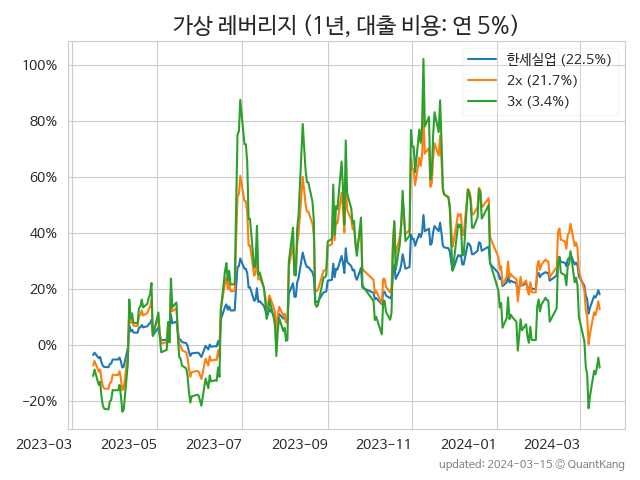 가상 레버리지 (1년, 대출 비용: 연 5%)
한세실업 (22.5%)
2x (21.7%)
3x (3.4%)
100%
80%
60%
40%
20%
0%
−20%
2023-03
2023-05
2023-07
2023-09
2023-11
2024-01
2024-03
updated: 2024-03-15 © QuantKang